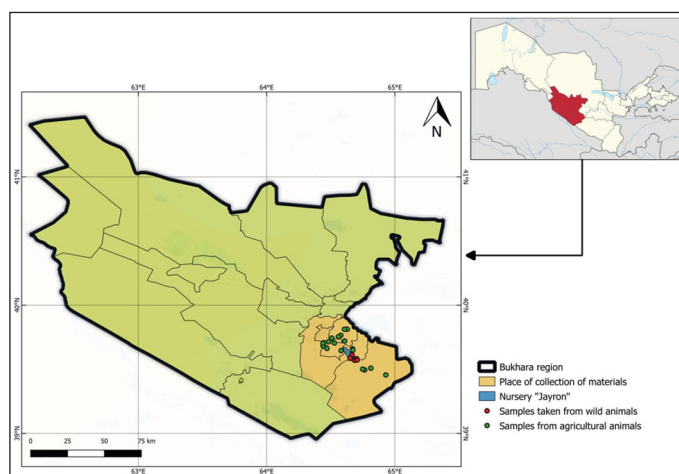 63°E 64°E 65°E
N
41°N 41°N
40°N 40°N
39°N 39°N
Bukhara region
Place of collection of materials
Nursery "Jayron"
Samples taken from wild animals
Samples from agricultural animals
0 25 50 75 km
63°E 64°E 65°E